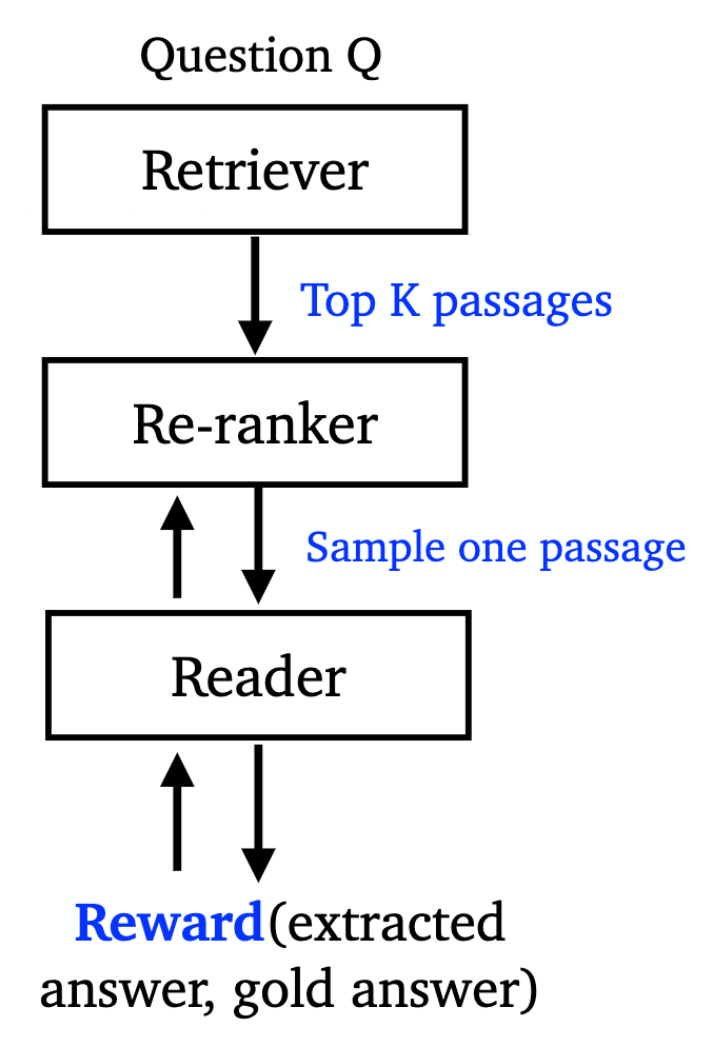 Question Q
Retriever
Top K passages
Re-ranker
Sample one passage
Reader
Reward(extracted
answer, gold answer)